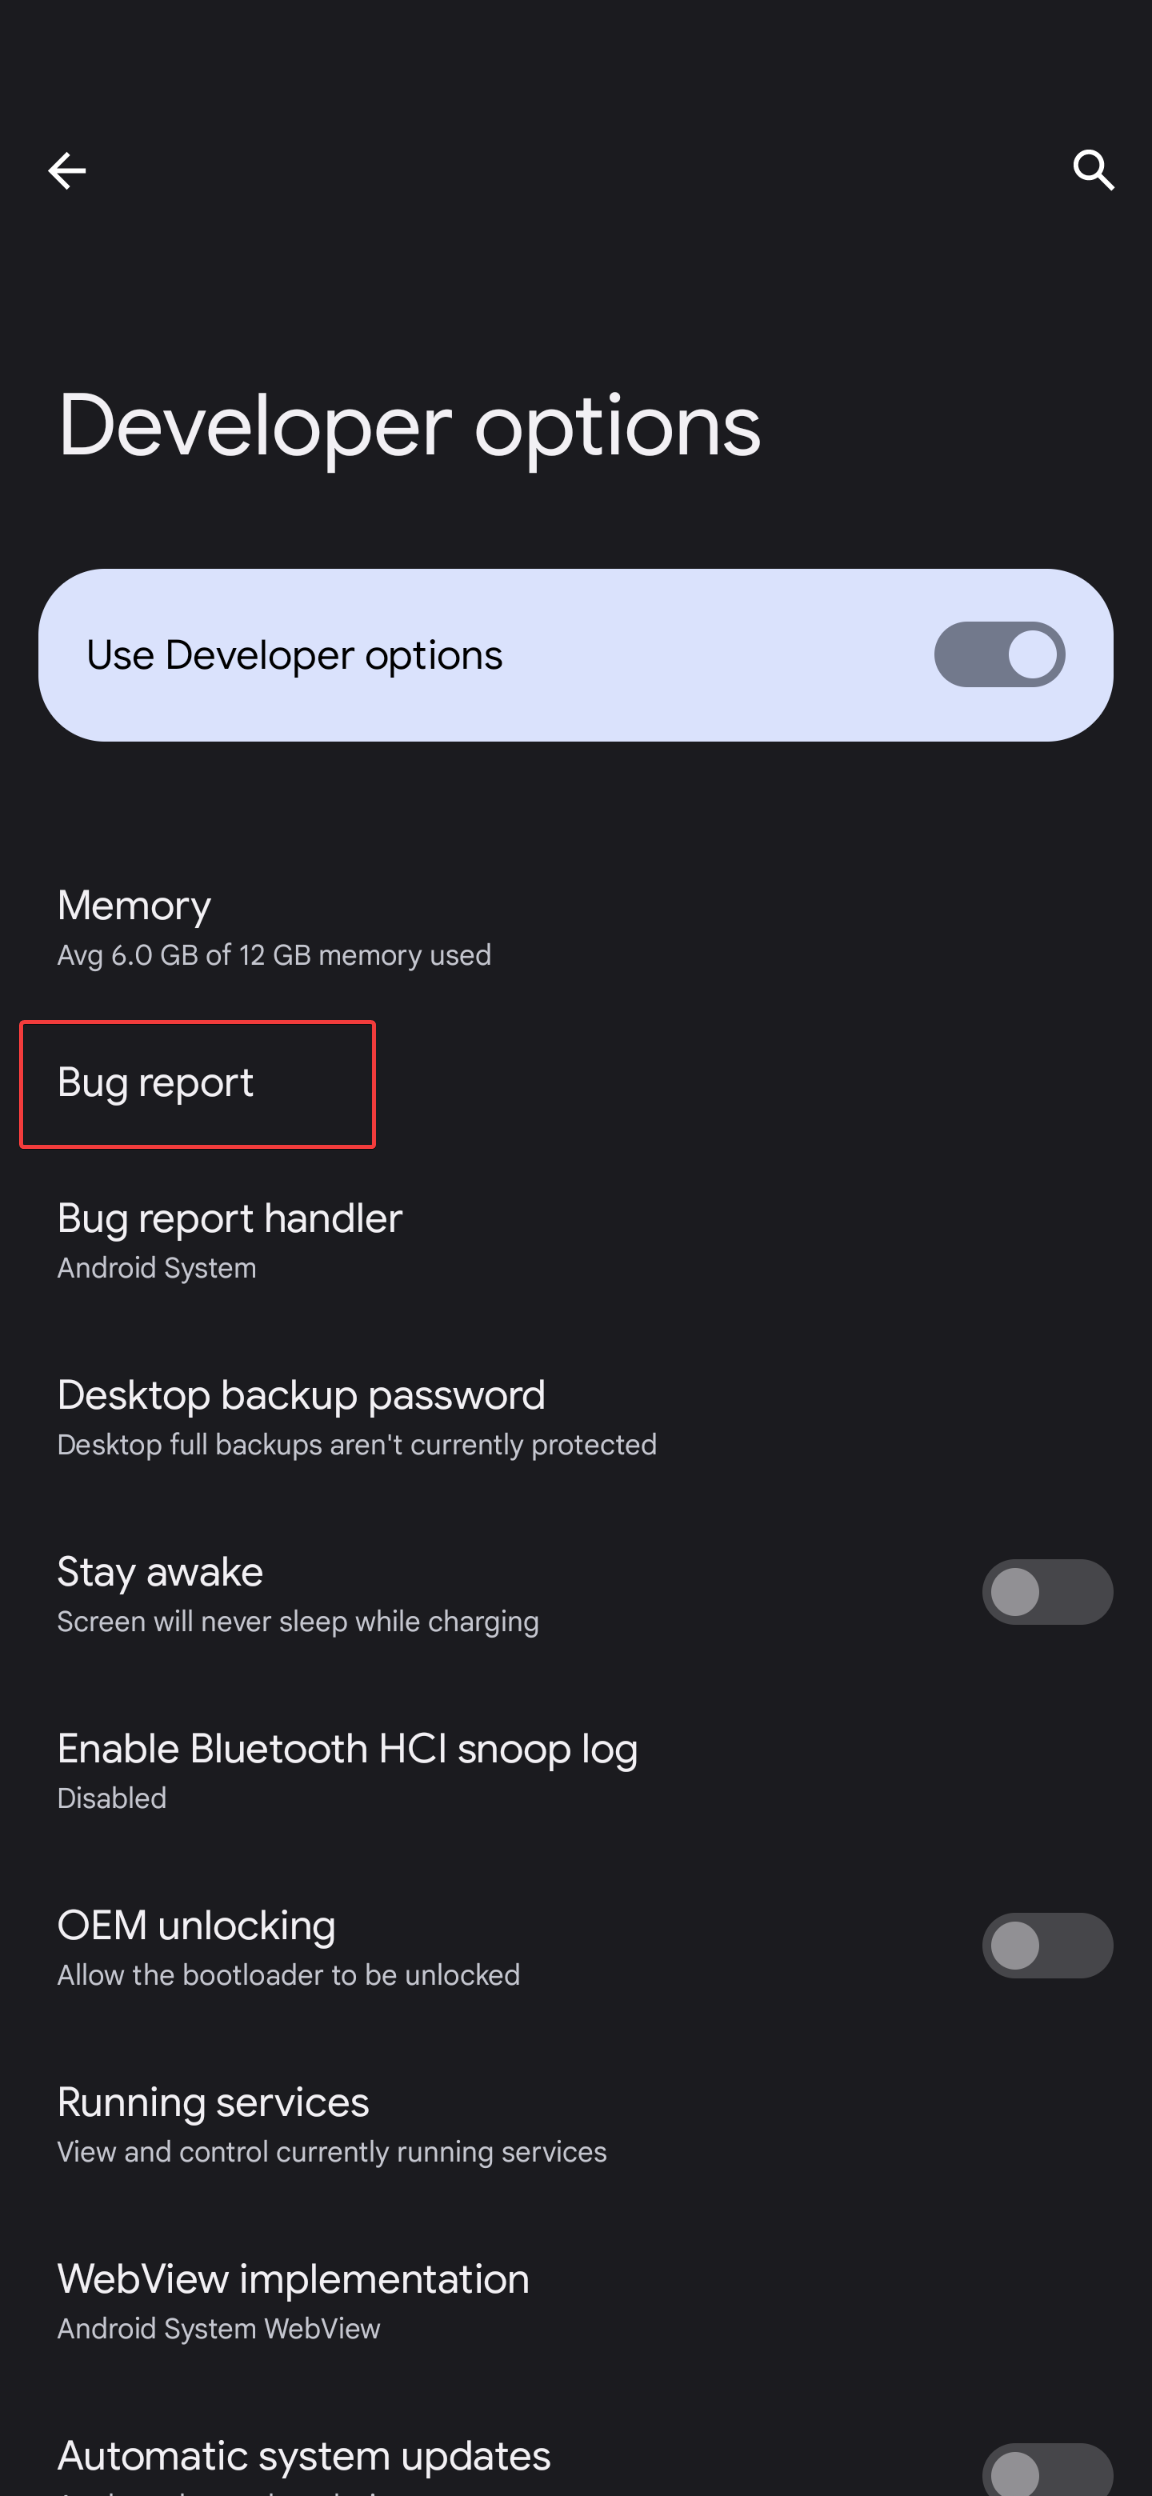 Developer options
Use Developer options
Memory
Avg 6.0 GB of 12 GB memory used
Bug report
Bug report handler
Android System
Desktop backup password
Desktop full backups aren't currently protected
Stay awake
Screen will never sleep while charging
Enable Bluetooth HCI snoop log
Disabled
OEM unlocking
Allow the bootloader to be unlocked
Running services
View and control currently running services
WebView implementation
Android System WebView
Automatic system updates